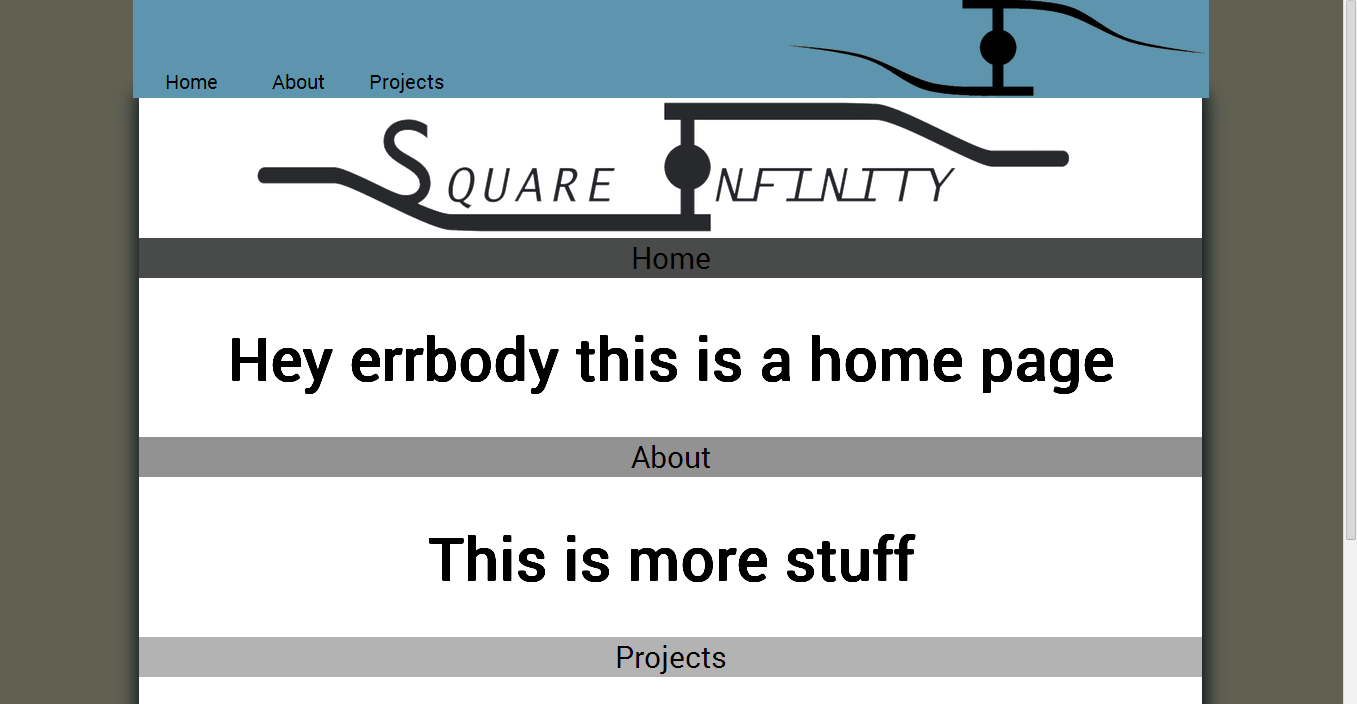 Home About Projects
SQUARE INFINITY
Home
Hey errbody this is a home page
About
This is more stuff
Projects